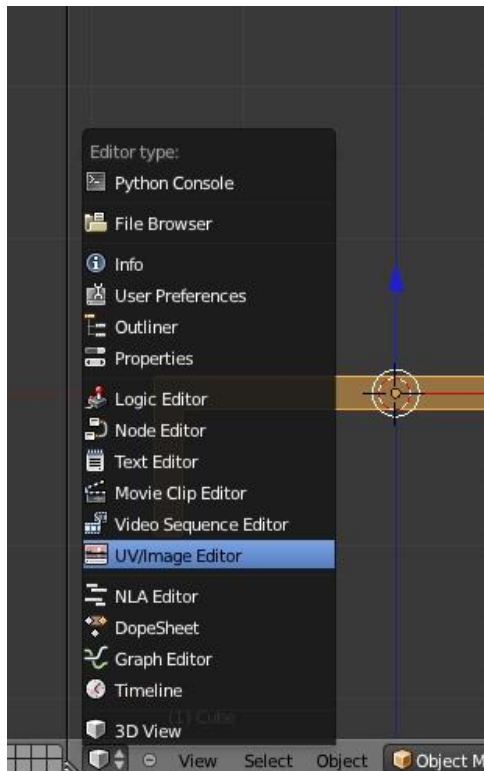 Editor type:
Python Console
File Browser
Info
User Preferences
Outliner
Properties
Logic Editor
Node Editor
Text Editor
Movie Clip Editor
Video Sequence Editor
UV/Image Editor
NLA Editor
DopeSheet
Graph Editor
Timeline
(1) Cube
3D View
View Select Object Object M